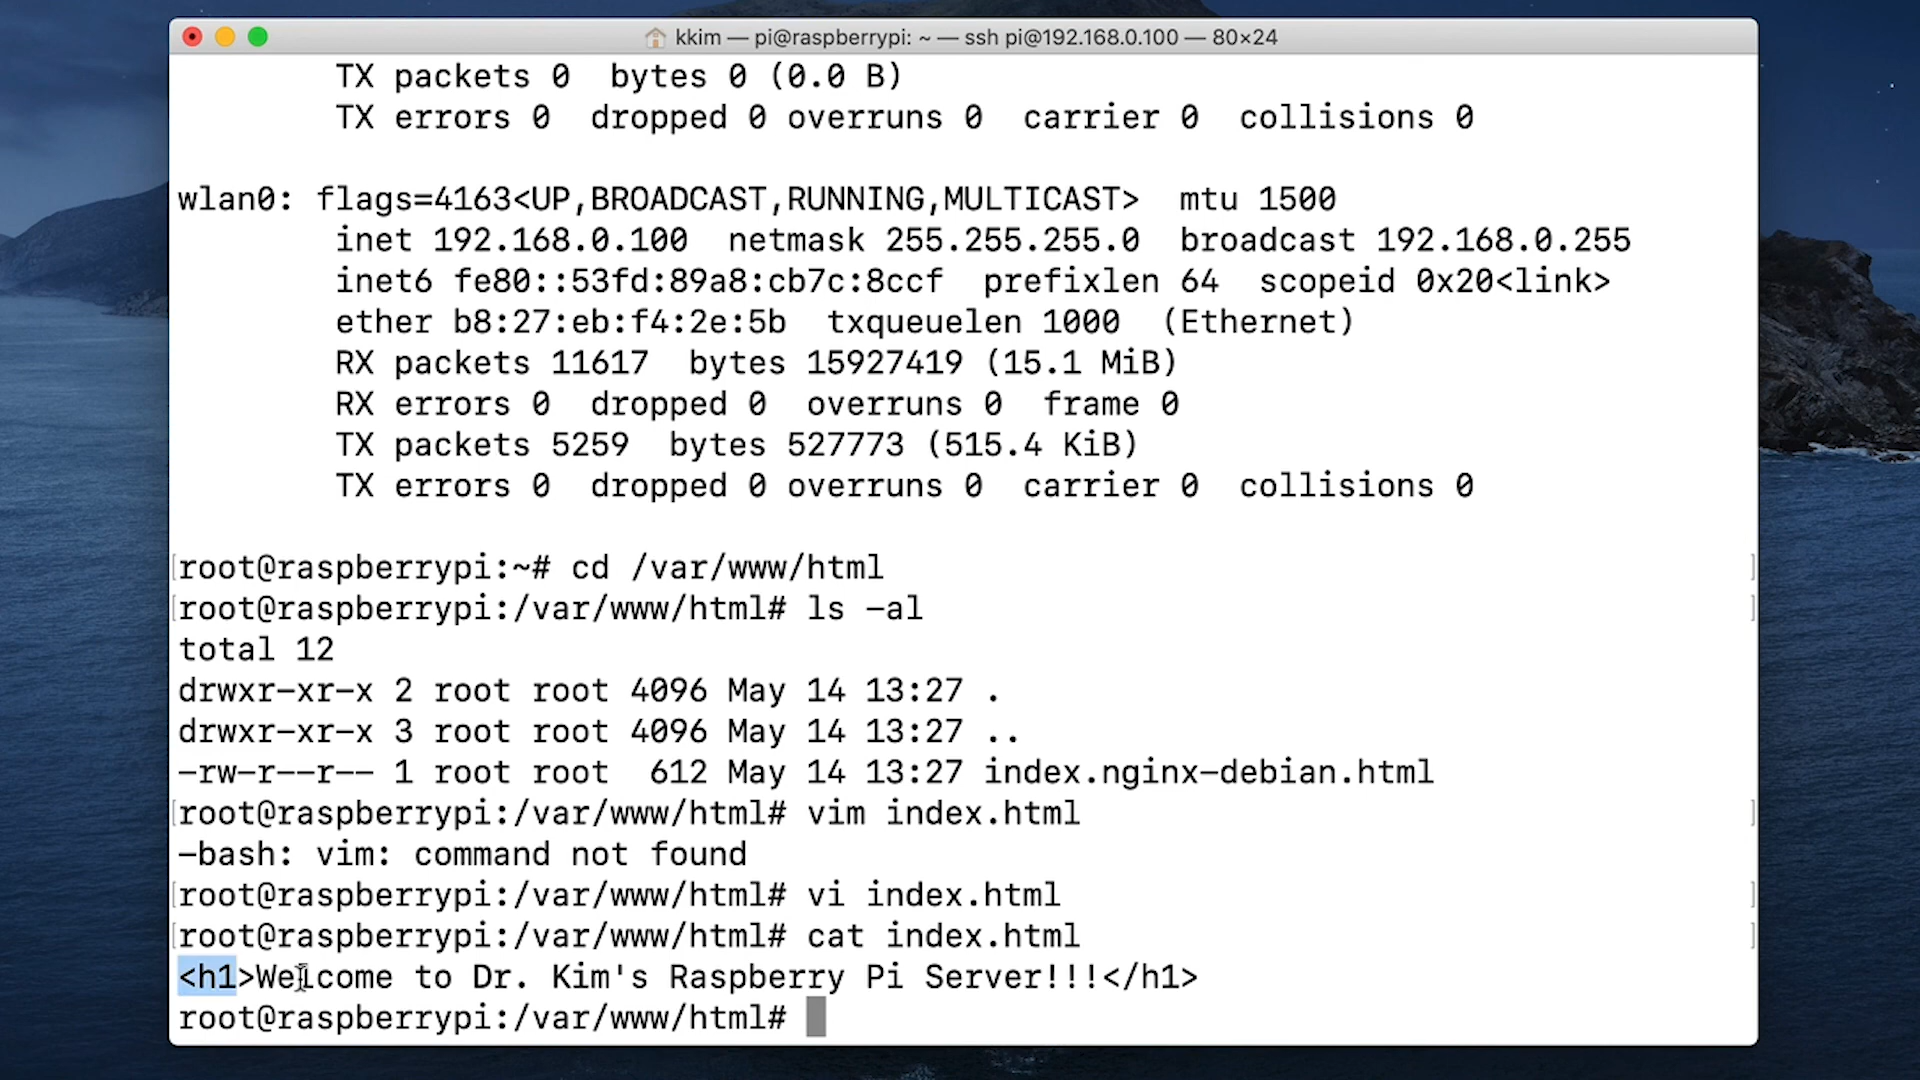 kkim — pi@raspberrypi: ~ — ssh pi@192.168.0.100 — 80×24
TX packets 0  bytes 0 (0.0 B)
TX errors 0  dropped 0 overruns 0  carrier 0  collisions 0
wlan0: flags=4163<UP,BROADCAST,RUNNING,MULTICAST>  mtu 1500
inet 192.168.0.100  netmask 255.255.255.0  broadcast 192.168.0.255
inet6 fe80::53fd:89a8:cb7c:8ccf  prefixlen 64  scopeid 0x20<link>
ether b8:27:eb:f4:2e:5b  txqueuelen 1000  (Ethernet)
RX packets 11617  bytes 15927419 (15.1 MiB)
RX errors 0  dropped 0  overruns 0  frame 0
TX packets 5259  bytes 527773 (515.4 KiB)
TX errors 0  dropped 0 overruns 0  carrier 0  collisions 0
[root@raspberrypi:~# cd /var/www/html ]
[root@raspberrypi:/var/www/html# ls -al ]
total 12
drwxr-xr-x 2 root root 4096 May 14 13:27 .
drwxr-xr-x 3 root root 4096 May 14 13:27 ..
-rw-r--r-- 1 root root  612 May 14 13:27 index.nginx-debian.html
[root@raspberrypi:/var/www/html# vim index.html ]
-bash: vim: command not found
[root@raspberrypi:/var/www/html# vi index.html ]
[root@raspberrypi:/var/www/html# cat index.html ]
<h1>Welcome to Dr. Kim's Raspberry Pi Server!!!</h1>
root@raspberrypi:/var/www/html#